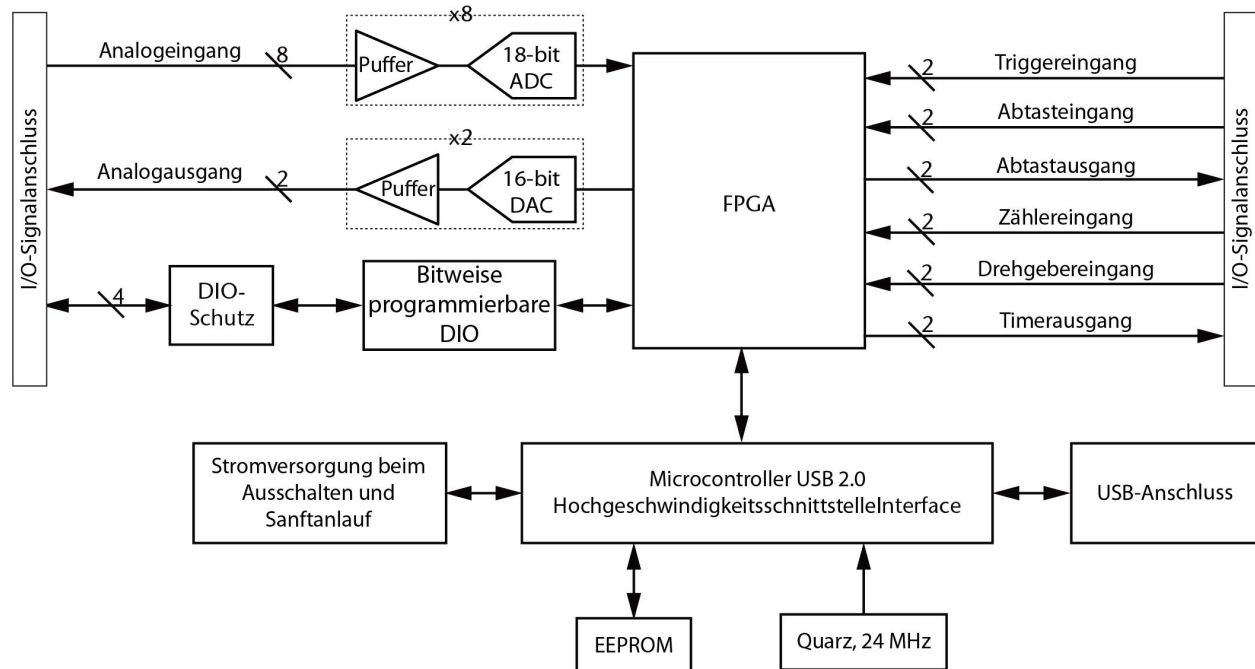 x8
Analogeingang
8
Puffer
18-bit
ADC
x2
Analogausgang
2
Puffer
16-bit
DAC
I/O-Signalanschluss
4
DIO-
Schutz
Bitweise
programmierbare
DIO
FPGA
2
Triggereingang
2
Abtasteingang
2
Abtastausgang
2
Zählereingang
2
Drehgebereingang
2
Timerausgang
I/O-Signalanschluss
Stromversorgung beim
Ausschalten und
Sanftanlauf
Microcontroller USB 2.0
HochgeschwindigkeitsschnittstelleInterface
USB-Anschluss
EEPROM
Quarz, 24 MHz